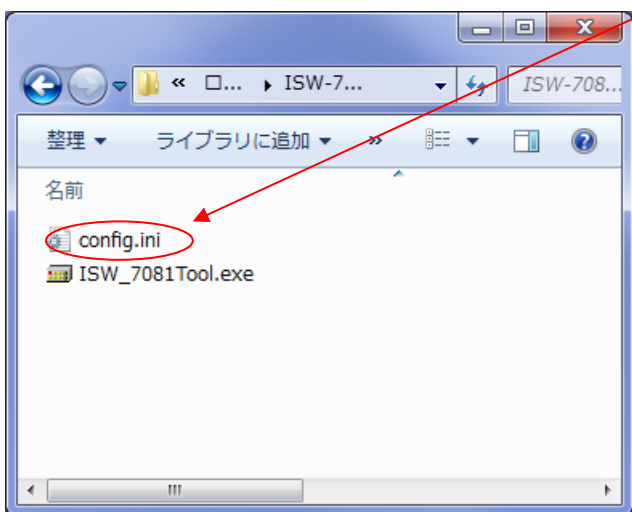 « ロ... ▸ ISW-7...
ISW-708...
整理 ▼ ライブラリに追加 ▼ »
名前
config.ini
ISW_7081Tool.exe